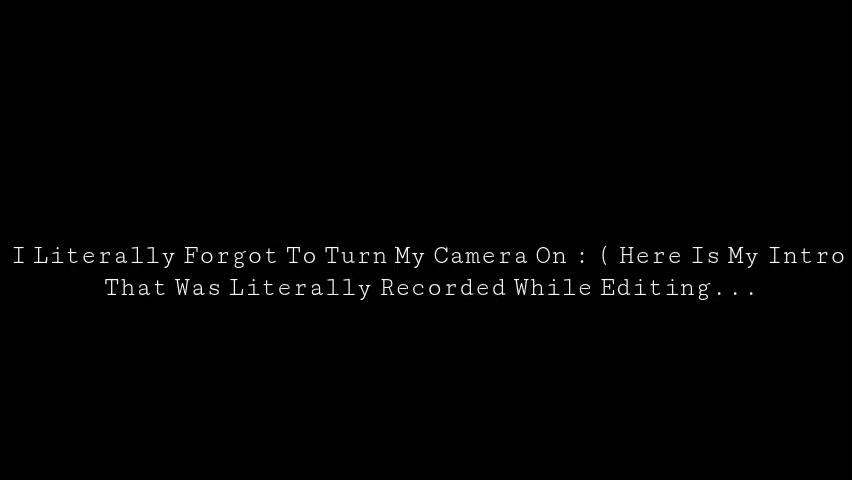 I Literally Forgot To Turn My Camera On : ( Here Is My Intro
That Was Literally Recorded While Editing...